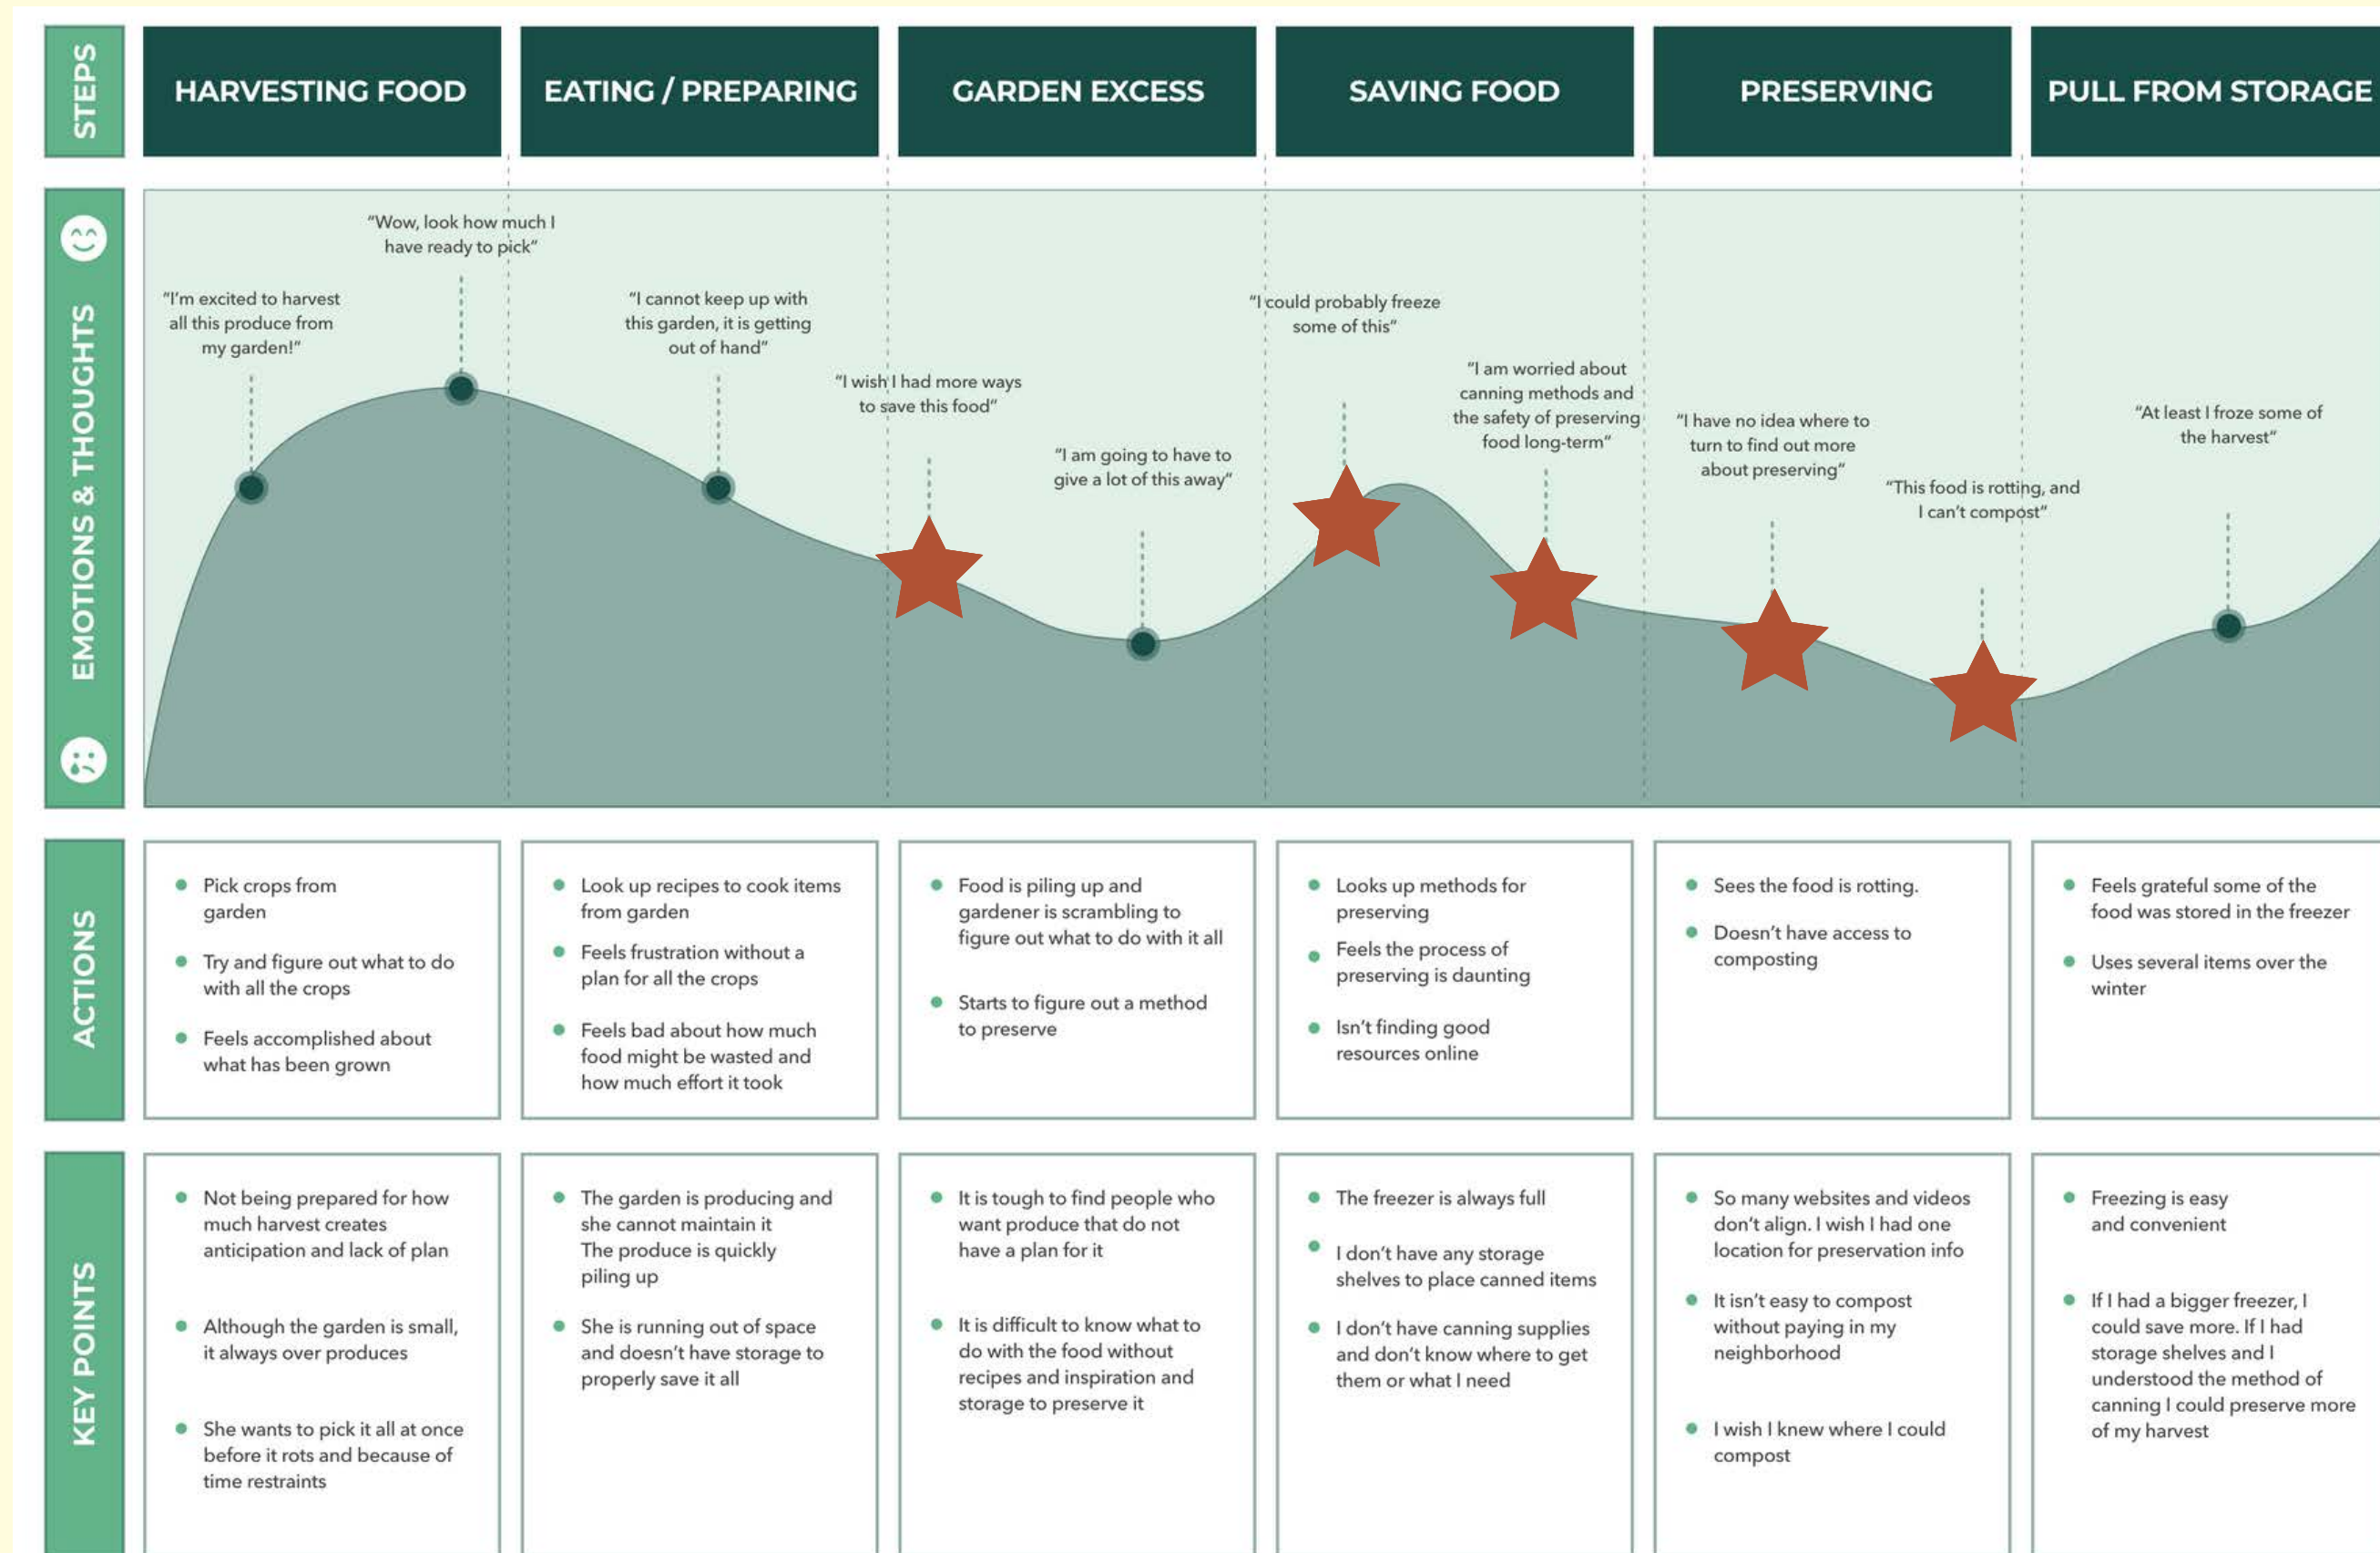 STEPS
HARVESTING FOOD
EATING / PREPARING
GARDEN EXCESS
SAVING FOOD
PRESERVING
PULL FROM STORAGE
EMOTIONS & THOUGHTS
“I’m excited to harvest
all this produce from
my garden!”
“Wow, look how much I
have ready to pick”
“I cannot keep up with
this garden, it is getting
out of hand”
“I wish I had more ways
to save this food”
“I am going to have to
give a lot of this away”
“I could probably freeze
some of this”
“I am worried about
canning methods and
the safety of preserving
food long-term”
“I have no idea where to
turn to find out more
about preserving”
“This food is rotting, and
I can’t compost”
“At least I froze some of
the harvest”
ACTIONS
Pick crops from
garden
Try and figure out what to do
with all the crops
Feels accomplished about
what has been grown
Look up recipes to cook items
from garden
Feels frustration without a
plan for all the crops
Feels bad about how much
food might be wasted and
how much effort it took
Food is piling up and
gardener is scrambling to
figure out what to do with it all
Starts to figure out a method
to preserve
Looks up methods for
preserving
Feels the process of
preserving is daunting
Isn’t finding good
resources online
Sees the food is rotting.
Doesn’t have access to
composting
Feels grateful some of the
food was stored in the freezer
Uses several items over the
winter
KEY POINTS
Not being prepared for how
much harvest creates
anticipation and lack of plan
Although the garden is small,
it always over produces
She wants to pick it all at once
before it rots and because of
time restraints
The garden is producing and
she cannot maintain it
The produce is quickly
piling up
She is running out of space
and doesn’t have storage to
properly save it all
It is tough to find people who
want produce that do not
have a plan for it
It is difficult to know what to
do with the food without
recipes and inspiration and
storage to preserve it
The freezer is always full
I don’t have any storage
shelves to place canned items
I don’t have canning supplies
and don’t know where to get
them or what I need
So many websites and videos
don’t align. I wish I had one
location for preservation info
It isn’t easy to compost
without paying in my
neighborhood
I wish I knew where I could
compost
Freezing is easy
and convenient
If I had a bigger freezer, I
could save more. If I had
storage shelves and I
understood the method of
canning I could preserve more
of my harvest